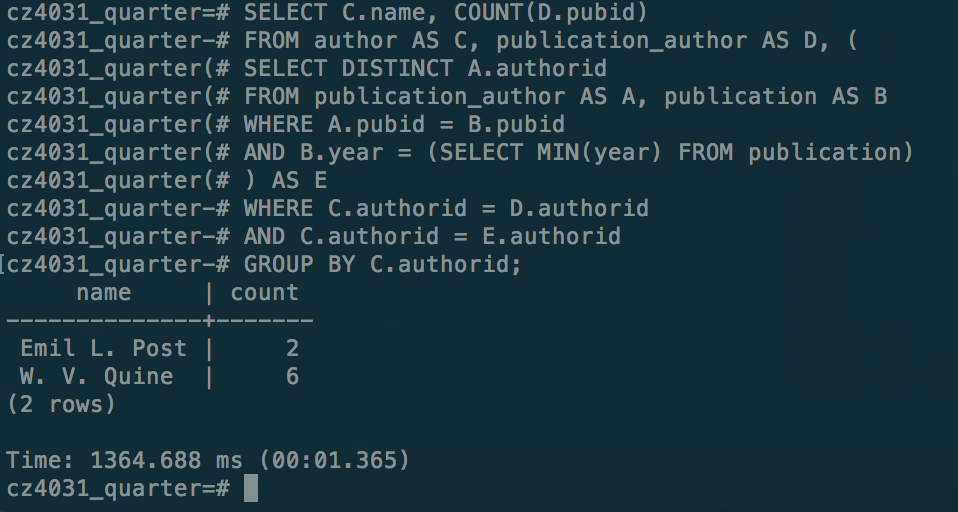 cz4031_quarter=# SELECT C.name, COUNT(D.pubid)
cz4031_quarter-# FROM author AS C, publication_author AS D, (
cz4031_quarter(# SELECT DISTINCT A.authorid
cz4031_quarter(# FROM publication_author AS A, publication AS B
cz4031_quarter(# WHERE A.pubid = B.pubid
cz4031_quarter(# AND B.year = (SELECT MIN(year) FROM publication)
cz4031_quarter(# ) AS E
cz4031_quarter-# WHERE C.authorid = D.authorid
cz4031_quarter-# AND C.authorid = E.authorid
cz4031_quarter-# GROUP BY C.authorid;
     name     | count
--------------+-------
 Emil L. Post |     2
 W. V. Quine  |     6
(2 rows)

Time: 1364.688 ms (00:01.365)
cz4031_quarter=#